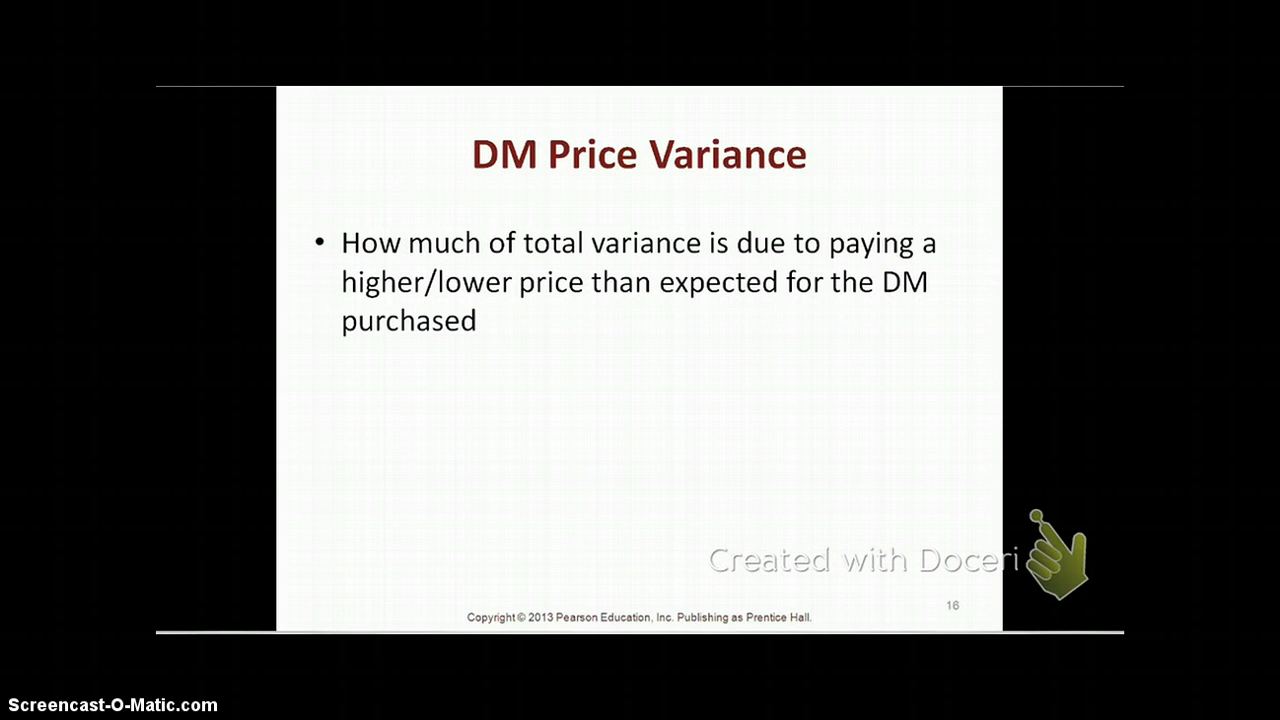 DM Price Variance
• How much of total variance is due to paying a
higher/lower price than expected for the DM
purchased
Created with Doceri
16
Copyright © 2013 Pearson Education, Inc. Publishing as Prentice Hall.
Screencast-O-Matic.com